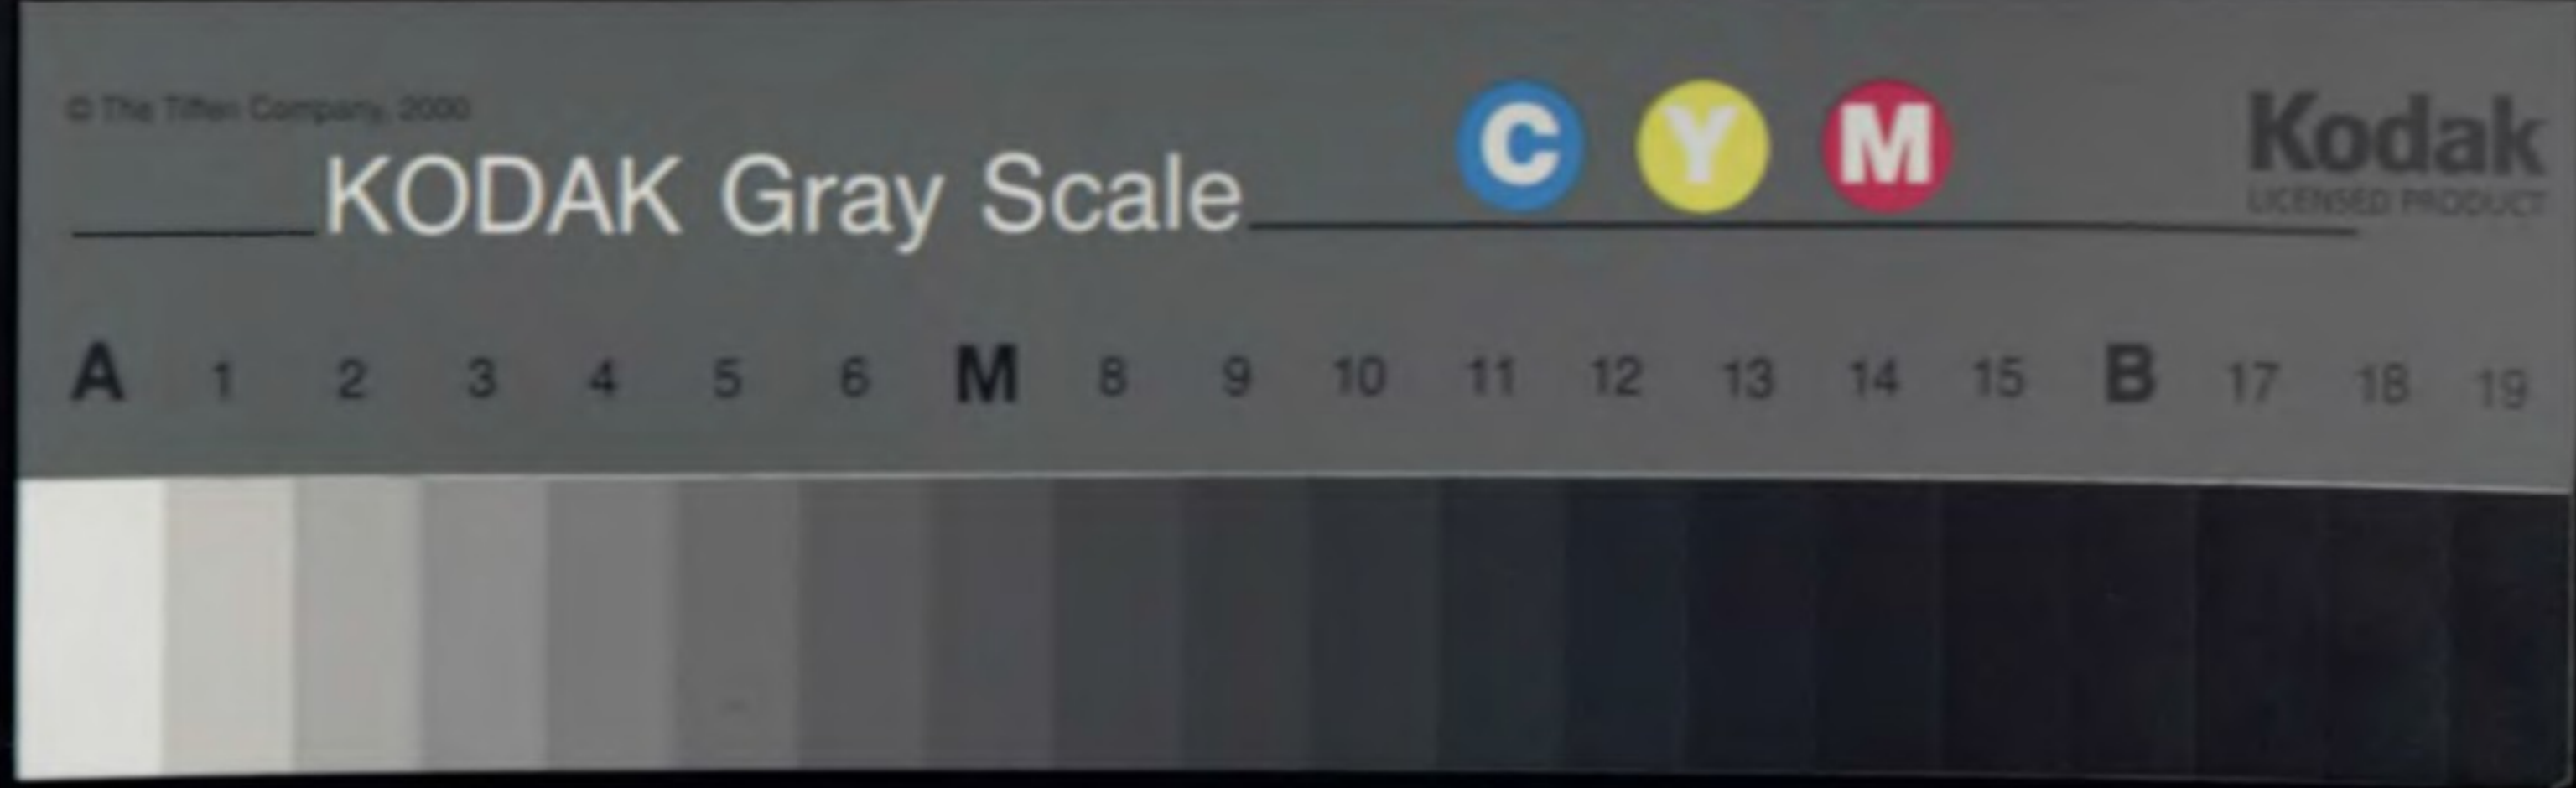 © The Tiffen Company, 2000
KODAK Gray Scale
C Y M
Kodak
LICENSED PRODUCT
A 1 2 3 4 5 6 M 8 9 10 11 12 13 14 15 B 17 18 19